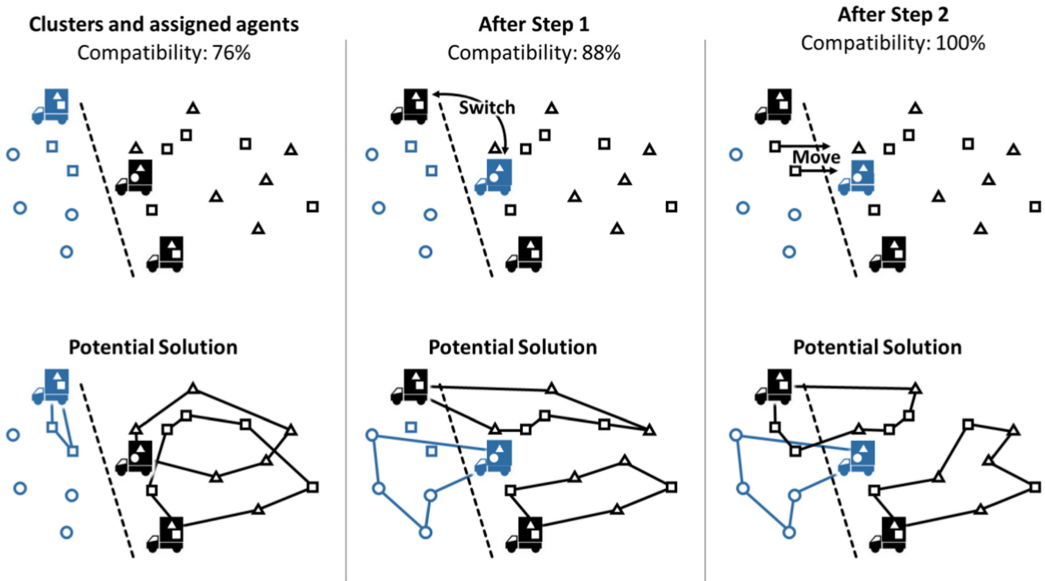 Clusters and assigned agents
Compatibility: 76%
After Step 1
Compatibility: 88%
After Step 2
Compatibility: 100%
Switch
Move
Potential Solution
Potential Solution
Potential Solution